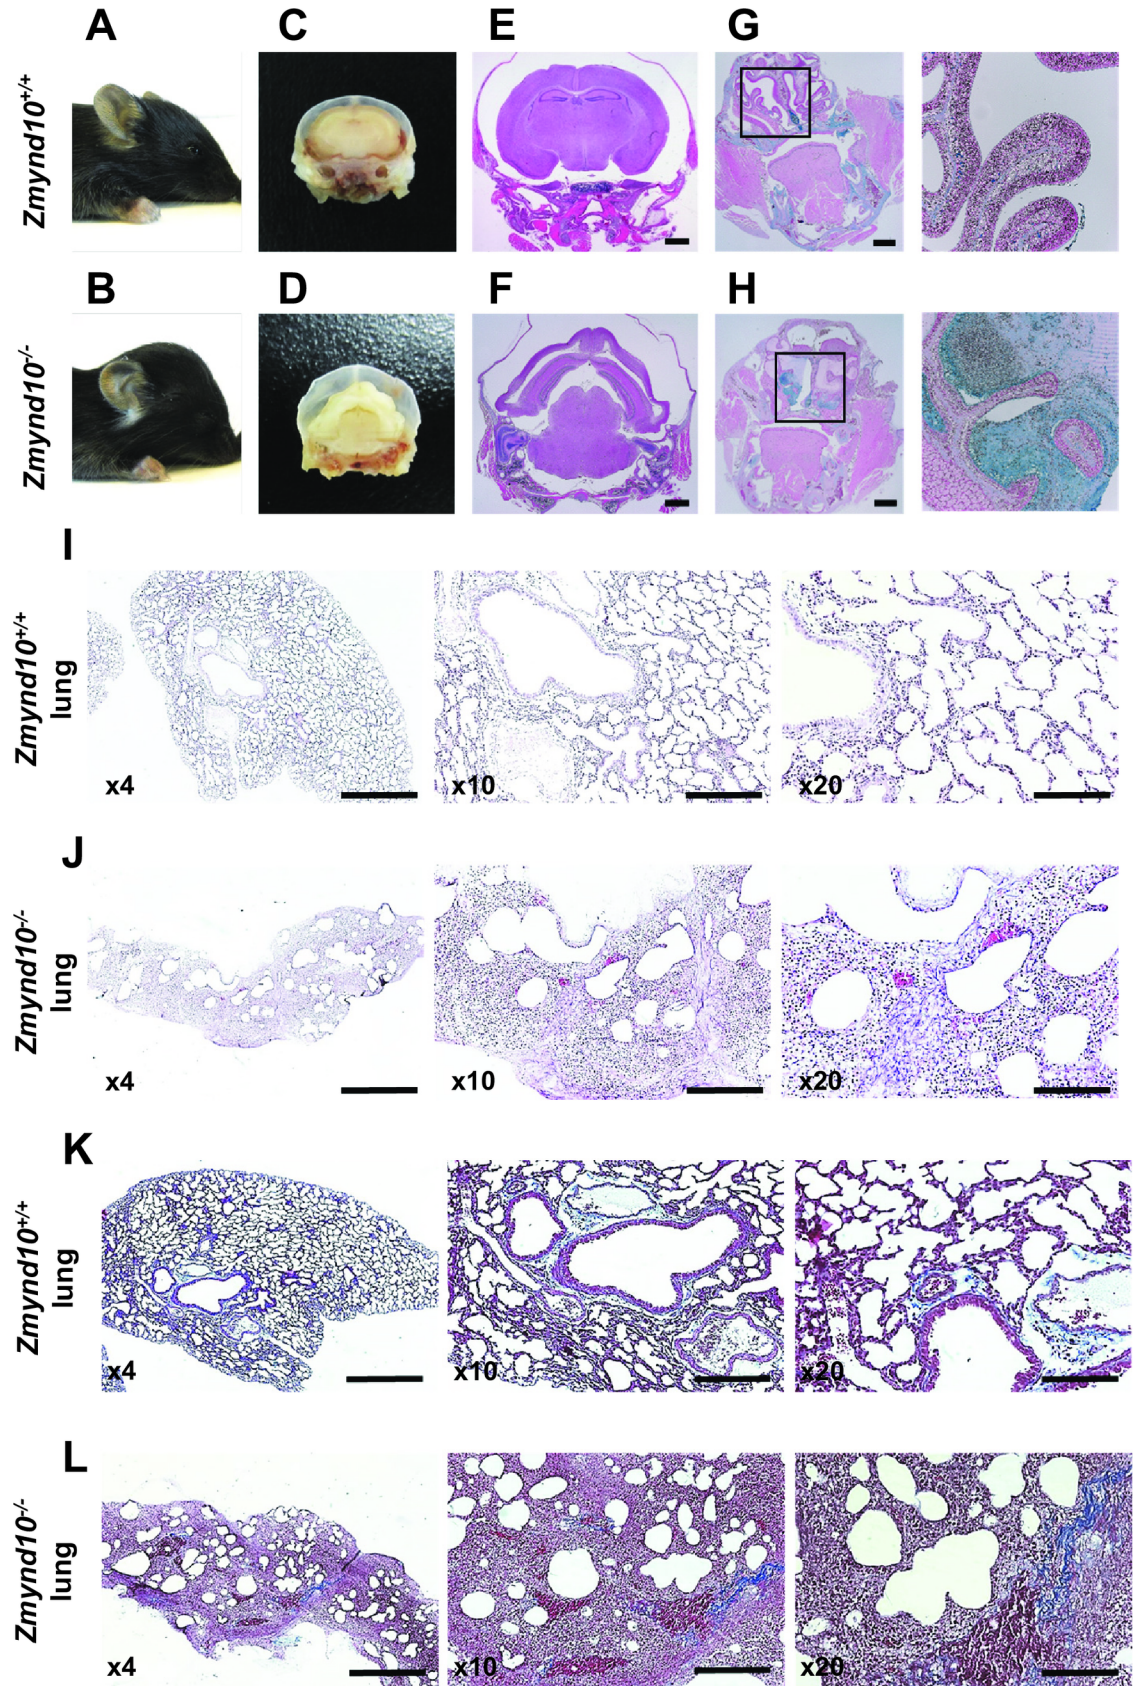 A C E G
Zmynd10+/+
B D F H
Zmynd10-/-
I
Zmynd10+/+
lung
x4 x10 x20
J
Zmynd10-/-
lung
x4 x10 x20
K
Zmynd10+/+
lung
x4 x10 x20
L
Zmynd10-/-
lung
x4 x10 x20